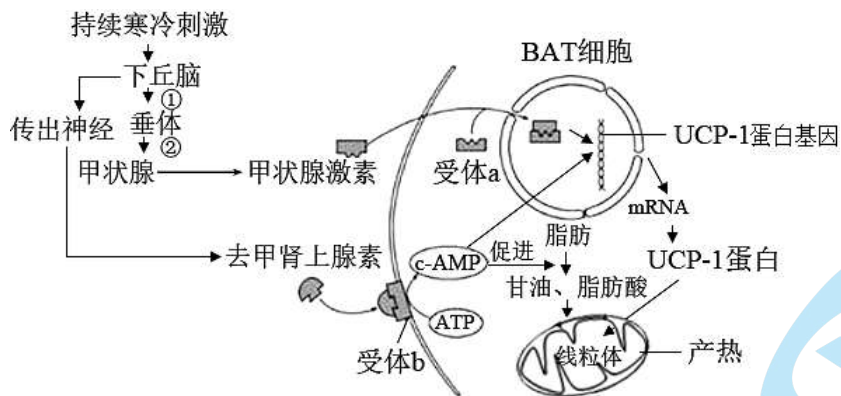 持续寒冷刺激
下丘脑
①
传出神经 垂体
②
甲状腺
甲状腺激素
受体a
BAT细胞
UCP-1蛋白基因
mRNA
UCP-1蛋白
去甲肾上腺素
c-AMP
促进
脂肪
甘油、脂肪酸
ATP
受体b
线粒体
产热